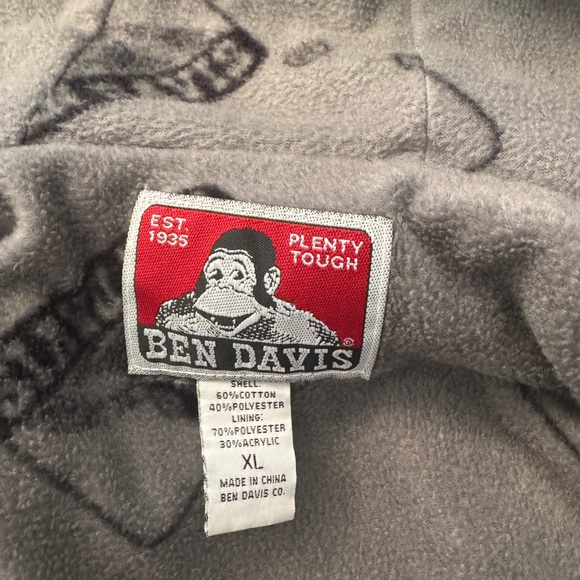 EST.
1935
PLENTY
TOUGH
BEN DAVIS
®
SHELL:
60%COTTON
40%POLYESTER
LINING:
70%POLYESTER
30%ACRYLIC
XL
MADE IN CHINA
BEN DAVIS CO.